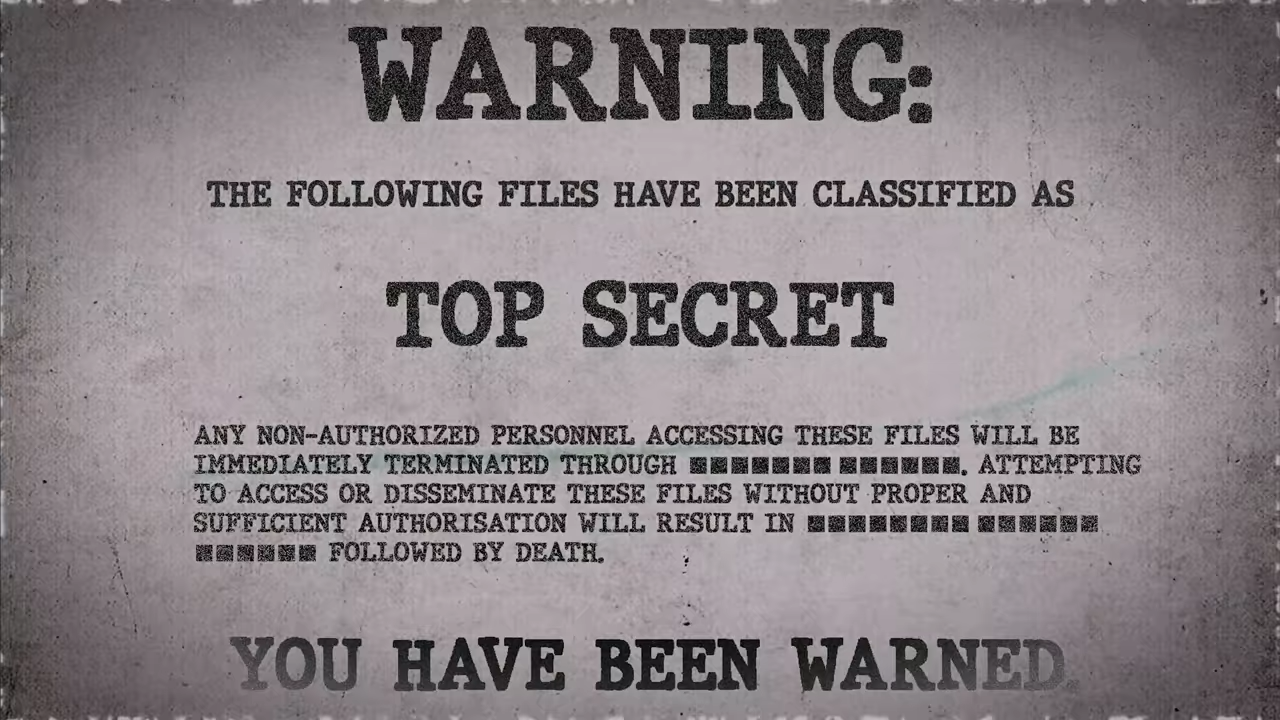 WARNING:
THE FOLLOWING FILES HAVE BEEN CLASSIFIED AS
TOP SECRET
ANY NON-AUTHORIZED PERSONNEL ACCESSING THESE FILES WILL BE
IMMEDIATELY TERMINATED THROUGH ■■■■■■■ ■■■■■■. ATTEMPTING
TO ACCESS OR DISSEMINATE THESE FILES WITHOUT PROPER AND
SUFFICIENT AUTHORISATION WILL RESULT IN ■■■■■■■■ ■■■■■■
■■■■■■ FOLLOWED BY DEATH.
YOU HAVE BEEN WARNED.